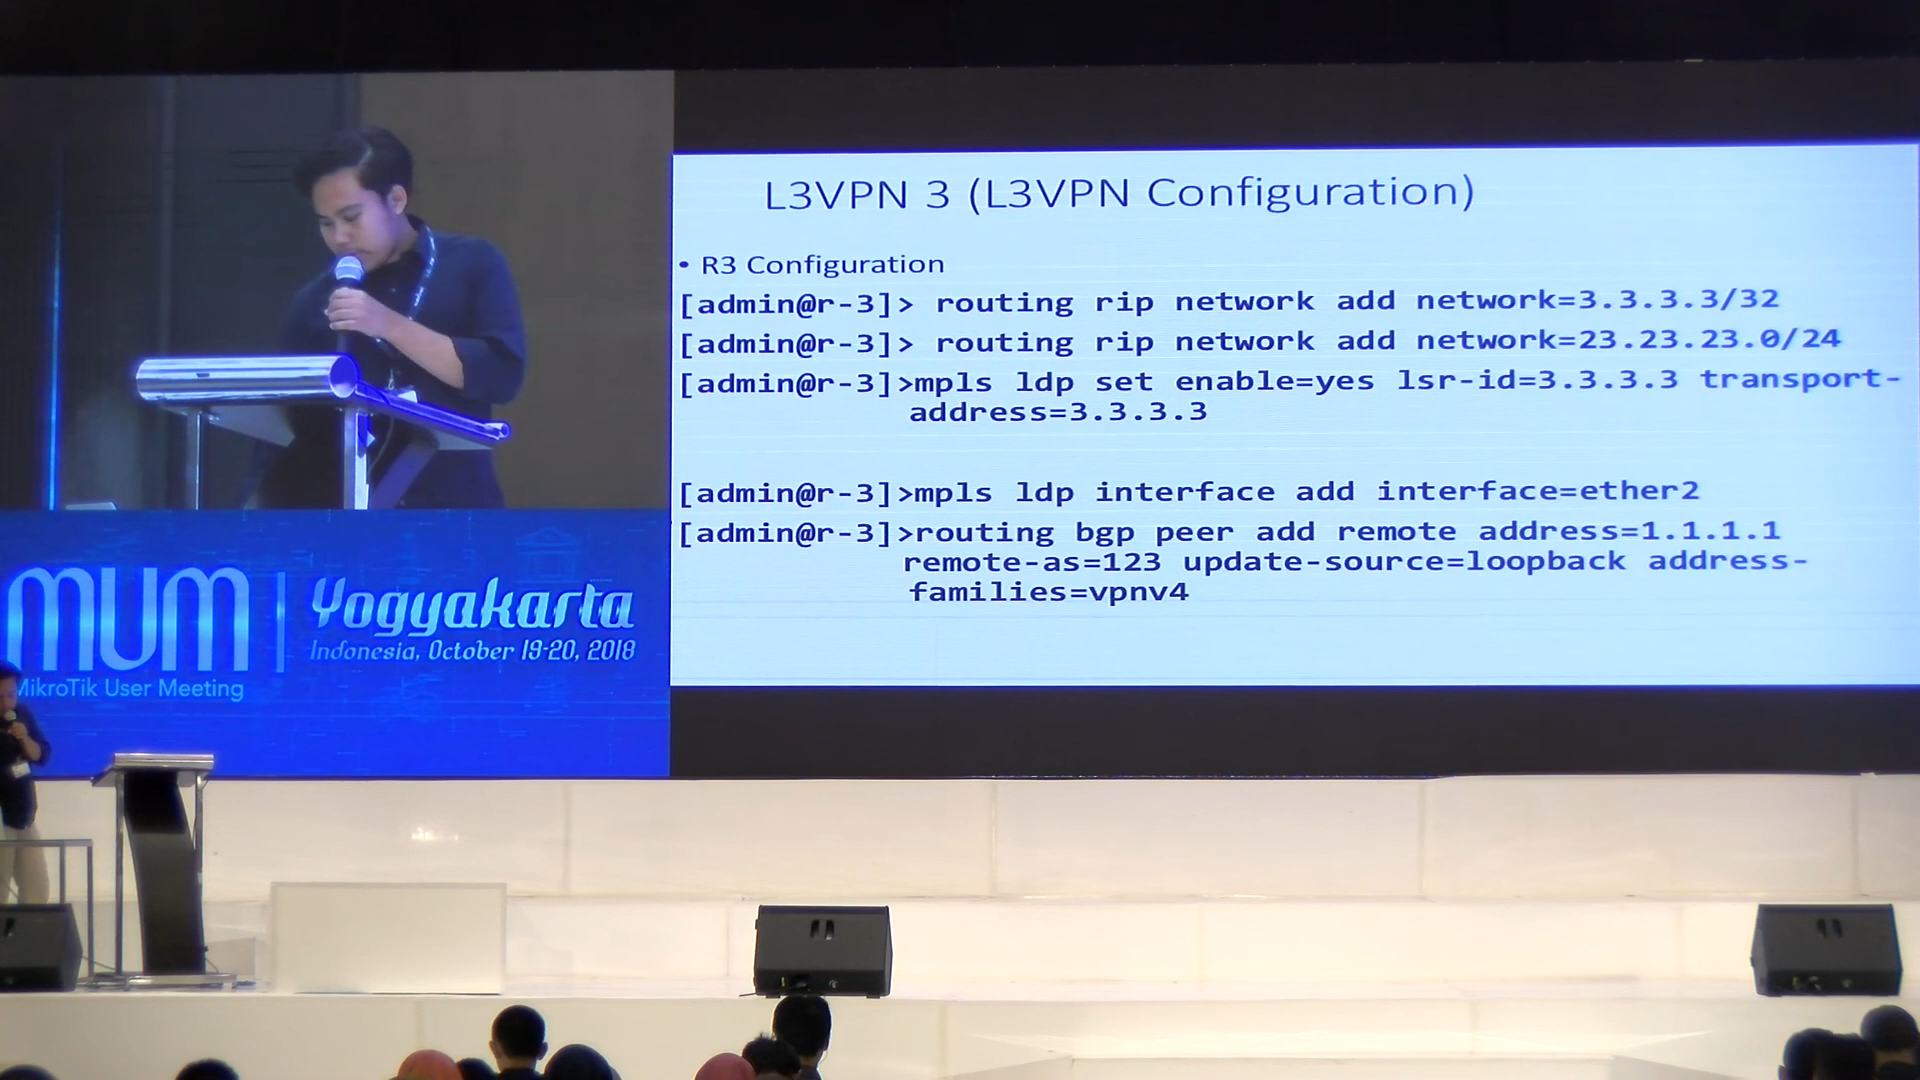 L3VPN 3 (L3VPN Configuration)
• R3 Configuration
[admin@r-3]> routing rip network add network=3.3.3.3/32
[admin@r-3]> routing rip network add network=23.23.23.0/24
[admin@r-3]>mpls ldp set enable=yes lsr-id=3.3.3.3 transport-
address=3.3.3.3
[admin@r-3]>mpls ldp interface add interface=ether2
[admin@r-3]>routing bgp peer add remote address=1.1.1.1
remote-as=123 update-source=loopback address-
families=vpnv4
MUM
MikroTik User Meeting
Yogyakarta
Indonesia, October 19-20, 2018